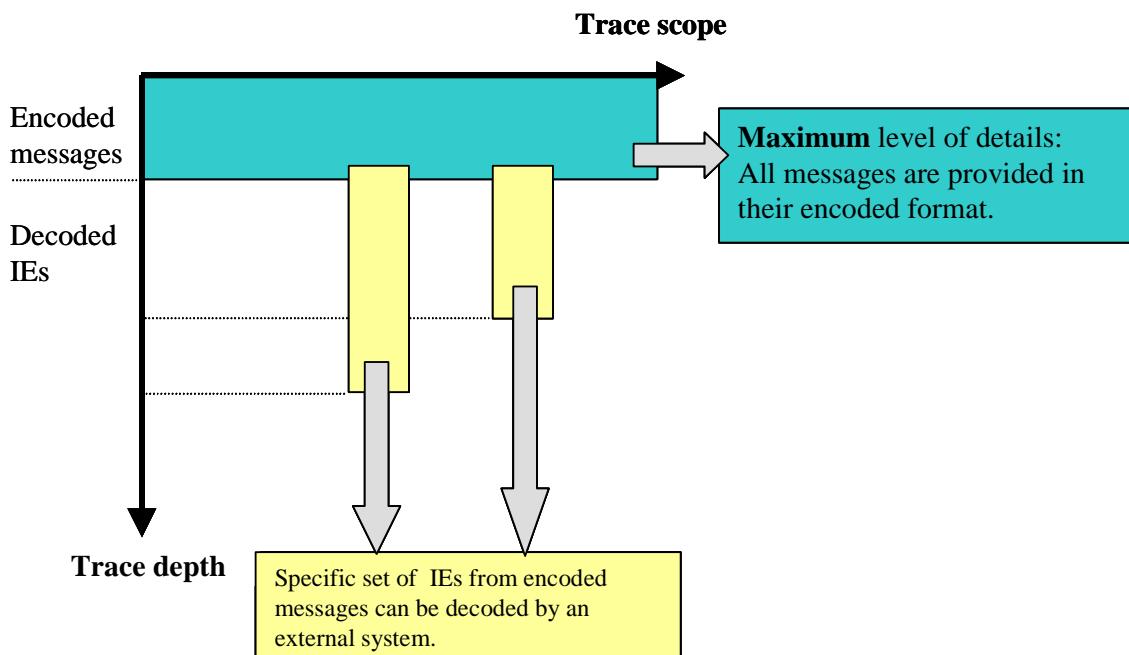 Trace scope
Encoded
messages
Maximum level of details:
All messages are provided in
their encoded format.
Decoded
IEs
Trace depth
Specific set of IEs from encoded
messages can be decoded by an
external system.